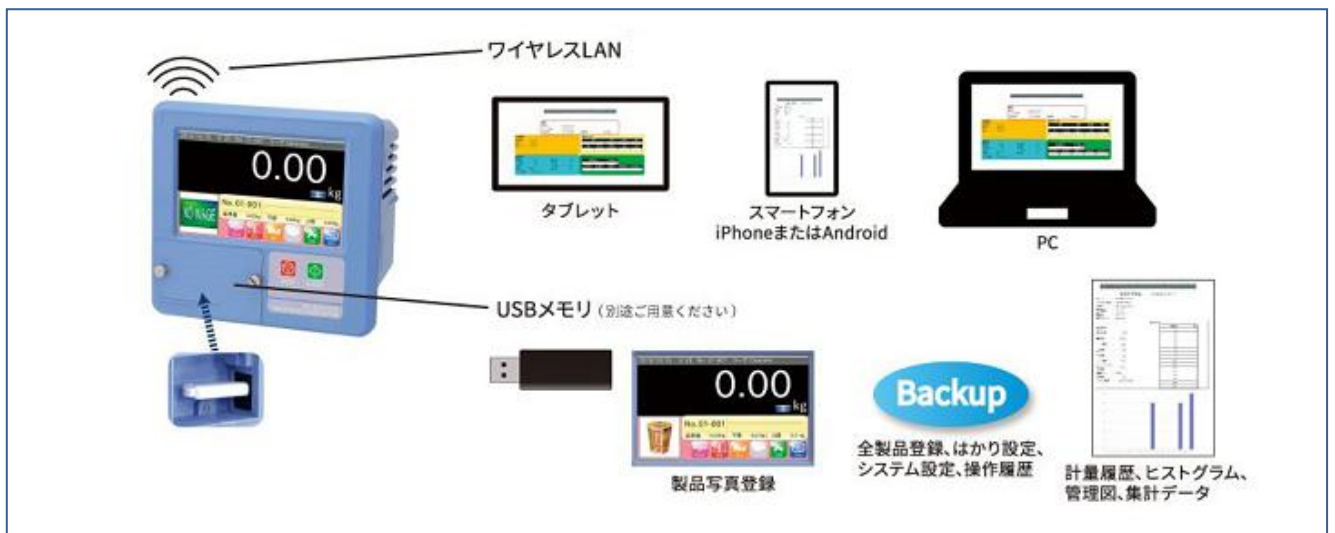 ワイヤレスLAN
0.00
kg
No.01-001
タブレット
スマートフォン
iPhoneまたはAndroid
PC
USBメモリ（別途ご用意ください）
0.00
kg
No.01-001
製品写真登録
Backup
全製品登録、はかり設定、
システム設定、操作履歴
計量履歴、ヒストグラム、
管理図、集計データ